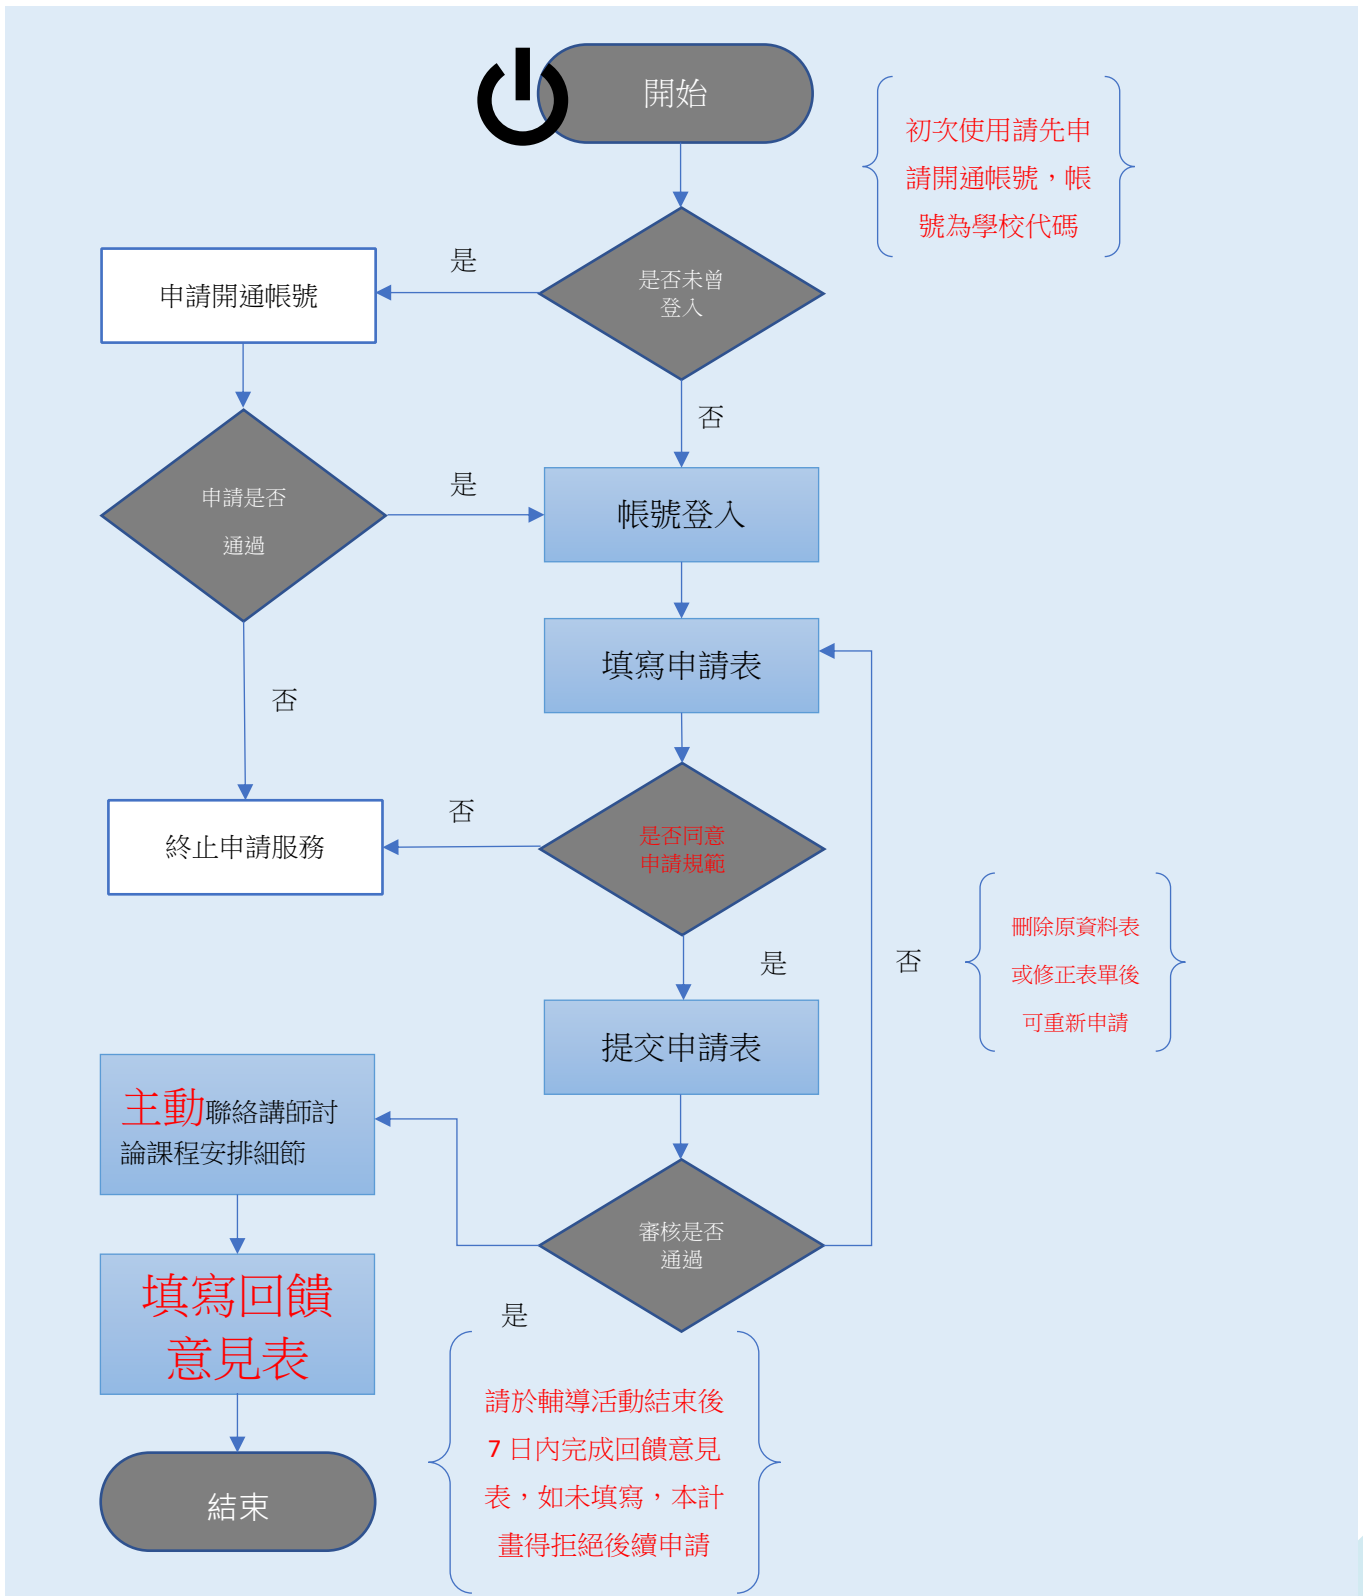 開始
初次使用請先申
請開通帳號，帳
號為學校代碼
是
是否未曾
登入
申請開通帳號
否
申請是否
通過
是
帳號登入
填寫申請表
否
否
是否同意
申請規範
終止申請服務
是
否
刪除原資料表
或修正表單後
可重新申請
提交申請表
主動聯絡講師討
論課程安排細節
審核是否
通過
填寫回饋
意見表
是
請於輔導活動結束後
7 日內完成回饋意見
表，如未填寫，本計
畫得拒絕後續申請
結束